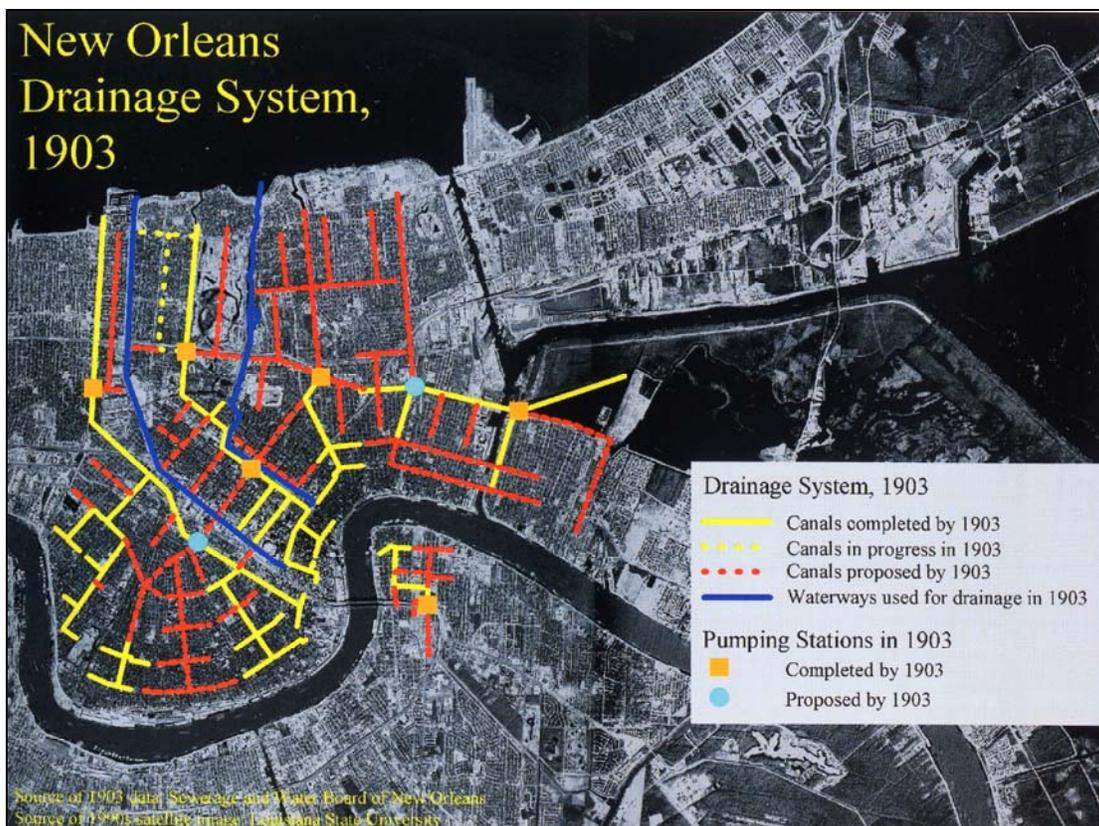 New Orleans
Drainage System,
1903
Drainage System, 1903
Canals completed by 1903
Canals in progress in 1903
Canals proposed by 1903
Waterways used for drainage in 1903
Pumping Stations in 1903
Completed by 1903
Proposed by 1903
Source of 1903 data: Sewerage and Water Board of New Orleans
Source of 1990s satellite image: Louisiana State University